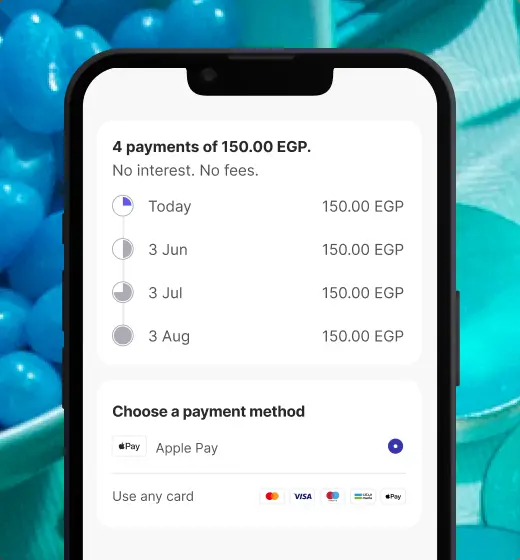 4 payments of 150.00 EGP.
No interest. No fees.
Today 150.00 EGP
3 Jun 150.00 EGP
3 Jul 150.00 EGP
3 Aug 150.00 EGP
Choose a payment method
Pay Apple Pay
Use any card VISA Pay